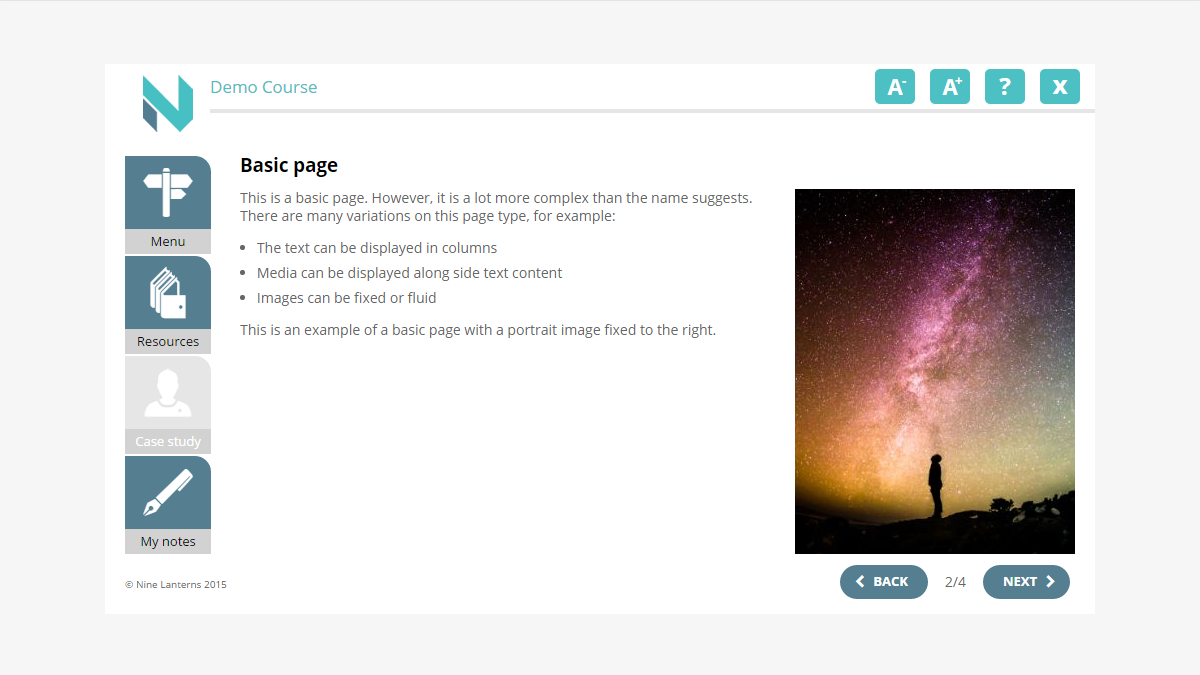 Demo Course
A-
A+
?
X
Menu
Resources
Case study
My notes
Basic page
This is a basic page. However, it is a lot more complex than the name suggests.
There are many variations on this page type, for example:
• The text can be displayed in columns
• Media can be displayed along side text content
• Images can be fixed or fluid
This is an example of a basic page with a portrait image fixed to the right.
© Nine Lanterns 2015
BACK
2/4
NEXT